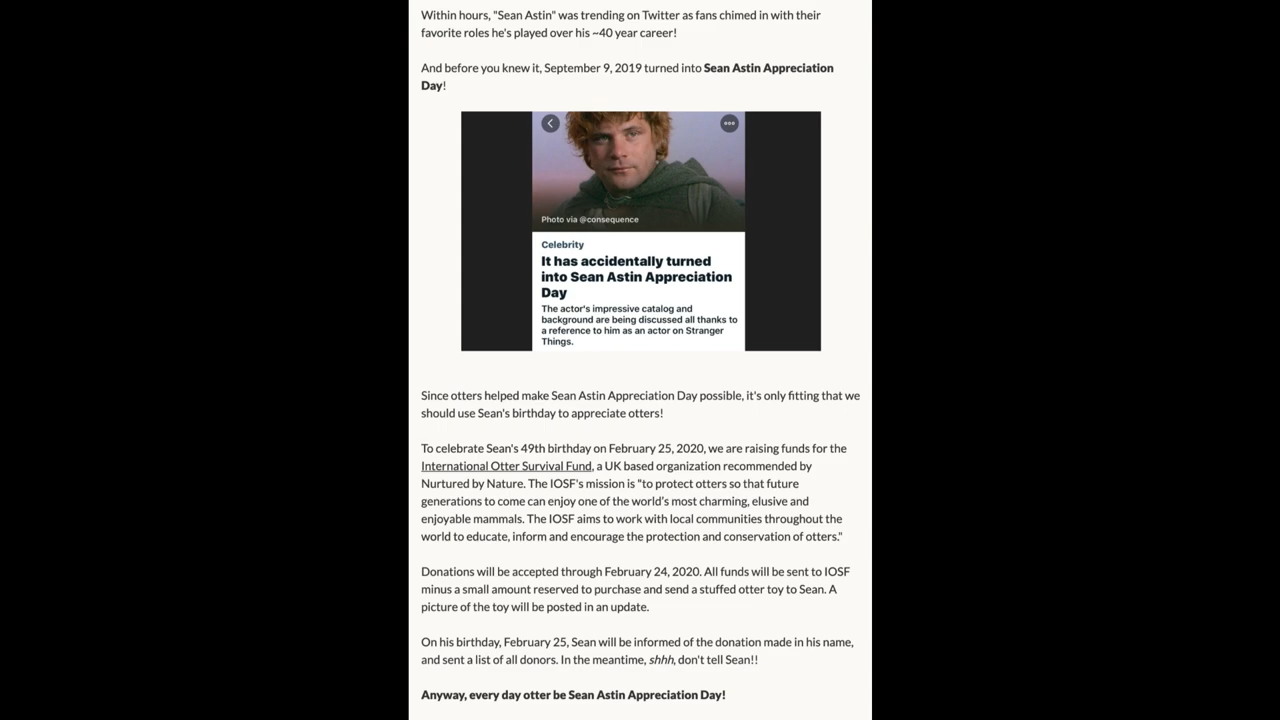 Within hours, "Sean Astin" was trending on Twitter as fans chimed in with their
favorite roles he's played over his ~40 year career!
And before you knew it, September 9, 2019 turned into Sean Astin Appreciation
Day!
Photo via @consequence
Celebrity
It has accidentally turned
into Sean Astin Appreciation
Day
The actor's impressive catalog and
background are being discussed all thanks to
a reference to him as an actor on Stranger
Things.
Since otters helped make Sean Astin Appreciation Day possible, it's only fitting that we
should use Sean's birthday to appreciate otters!
To celebrate Sean's 49th birthday on February 25, 2020, we are raising funds for the
International Otter Survival Fund, a UK based organization recommended by
Nurtured by Nature. The IOSF's mission is "to protect otters so that future
generations to come can enjoy one of the world's most charming, elusive and
enjoyable mammals. The IOSF aims to work with local communities throughout the
world to educate, inform and encourage the protection and conservation of otters."
Donations will be accepted through February 24, 2020. All funds will be sent to IOSF
minus a small amount reserved to purchase and send a stuffed otter toy to Sean. A
picture of the toy will be posted in an update.
On his birthday, February 25, Sean will be informed of the donation made in his name,
and sent a list of all donors. In the meantime, shhh, don't tell Sean!!
Anyway, every day otter be Sean Astin Appreciation Day!